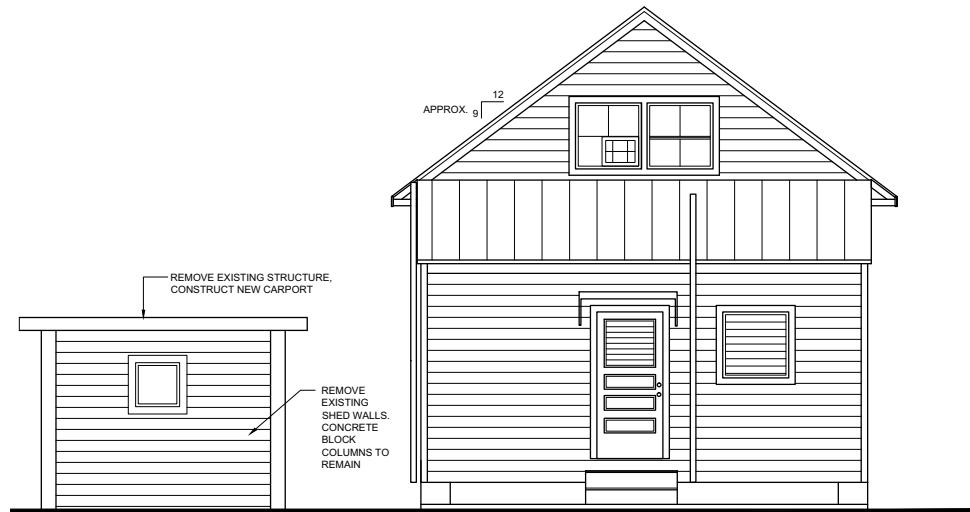 12
APPROX. 9
REMOVE EXISTING STRUCTURE,
CONSTRUCT NEW CARPORT
REMOVE
EXISTING
SHED WALLS.
CONCRETE
BLOCK
COLUMNS TO
REMAIN